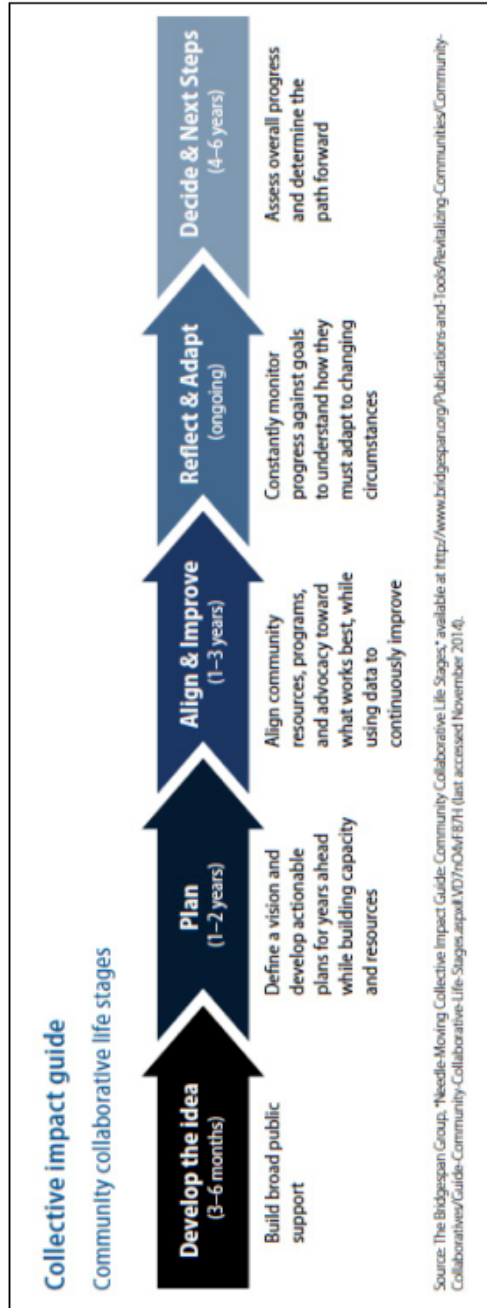 Collective impact guide
Community collaborative life stages
Develop the idea
(3–6 months)
Build broad public
support
Plan
(1–2 years)
Define a vision and
develop actionable
plans for years ahead
while building capacity
and resources
Align & Improve
(1–3 years)
Align community
resources, programs,
and advocacy toward
what works best, while
using data to
continuously improve
Reflect & Adapt
(ongoing)
Constantly monitor
progress against goals
to understand how they
must adapt to changing
circumstances
Decide & Next Steps
(4–6 years)
Assess overall progress
and determine the
path forward
Source: The Bridgespan Group, "Needle-Moving Collective Impact Guide: Community Collaborative Life Stages," available at http://www.bridgespan.org/Publications-and-Tools/Revitalizing-Communities/Community-
Collaboratives/Guide-Community-Collaborative-Life-Stages.aspx#.VD7nOAvF87H (last accessed November 2014).